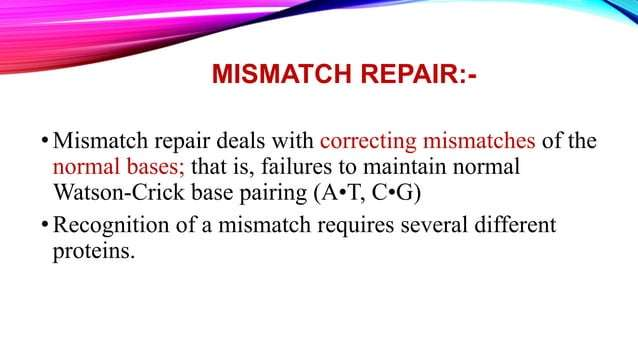 MISMATCH REPAIR:-
• Mismatch repair deals with correcting mismatches of the
normal bases; that is, failures to maintain normal
Watson-Crick base pairing (A•T, C•G)
• Recognition of a mismatch requires several different
proteins.